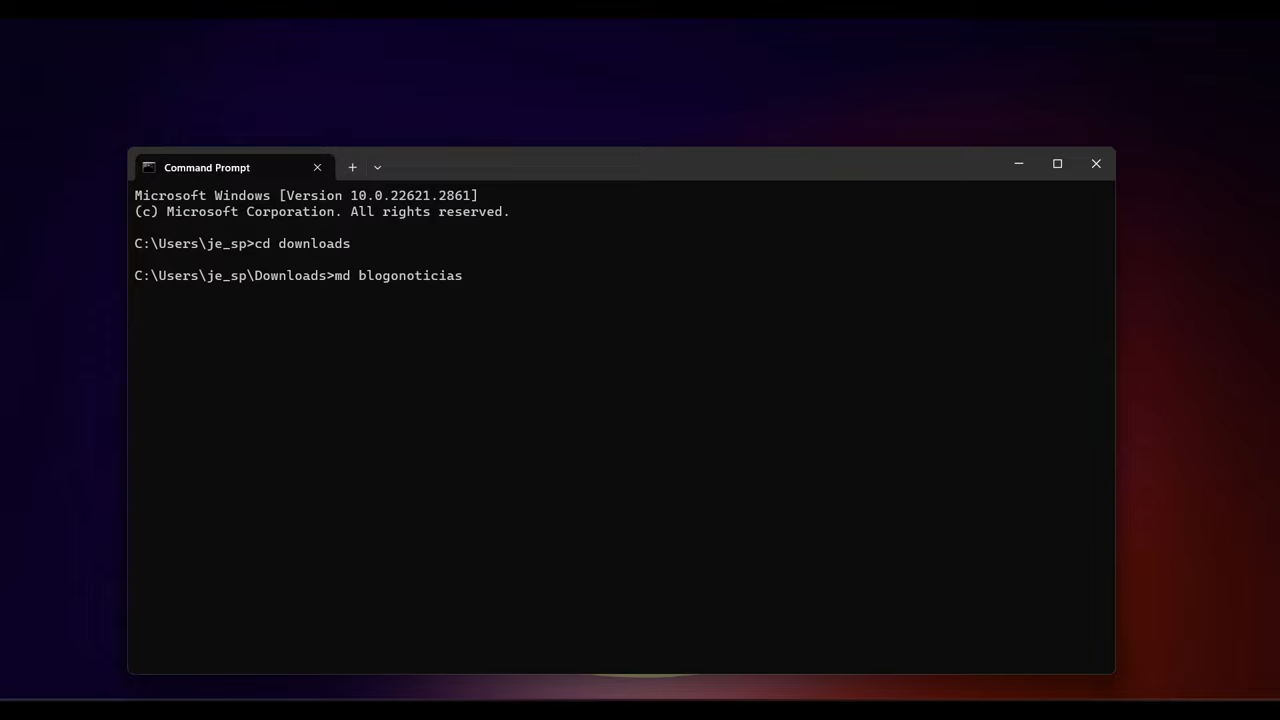 Command Prompt
Microsoft Windows [Version 10.0.22621.2861]
(c) Microsoft Corporation. All rights reserved.
C:\Users\je_sp>cd downloads
C:\Users\je_sp\Downloads>md blogonoticias